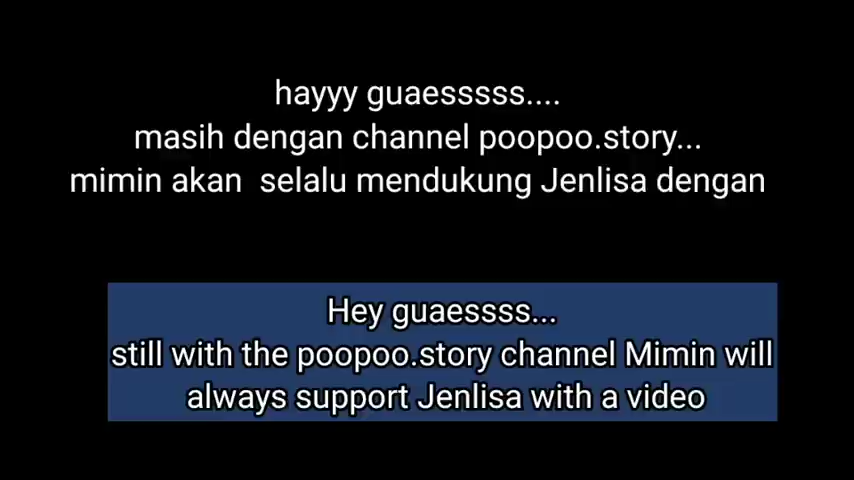 hayyy guaesssss....
masih dengan channel poopoo.story...
mimin akan  selalu mendukung Jenlisa dengan
Hey guaessss...
still with the poopoo.story channel Mimin will
always support Jenlisa with a video